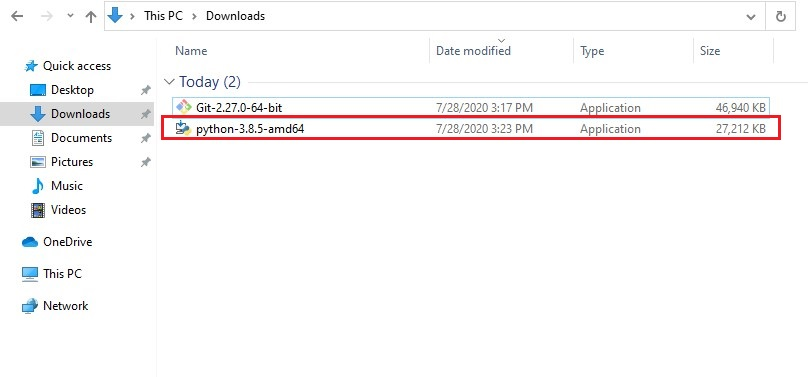 This PC > Downloads
Name Date modified Type Size
Quick access
Desktop
Downloads
Documents
Pictures
Music
Videos
OneDrive
This PC
Network
Today (2)
Git-2.27.0-64-bit 7/28/2020 3:17 PM Application 46,940 KB
python-3.8.5-amd64 7/28/2020 3:23 PM Application 27,212 KB